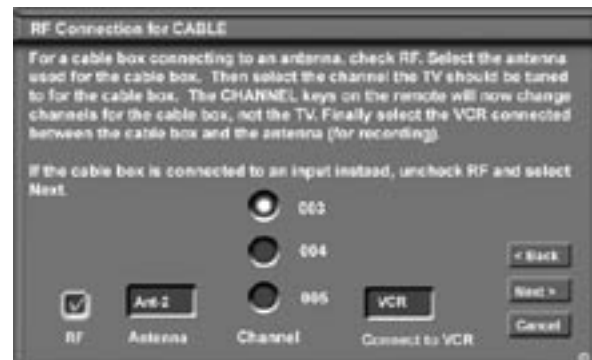 RF Connection for CABLE
For a cable box connecting to an antenna, check RF. Select the antenna
used for the cable box. Then select the channel the TV should be tuned
to for the cable box. The CHANNEL keys on the remote will now change
channels for the cable box, not the TV. Finally select the VCR connected
between the cable box and the antenna (for recording).
If the cable box is connected to an input instead, uncheck RF and select
Next.
003
004
< Back
005
Ant-2
VCR
Next >
RF
Antenna
Channel
Connect to VCR
Cancel